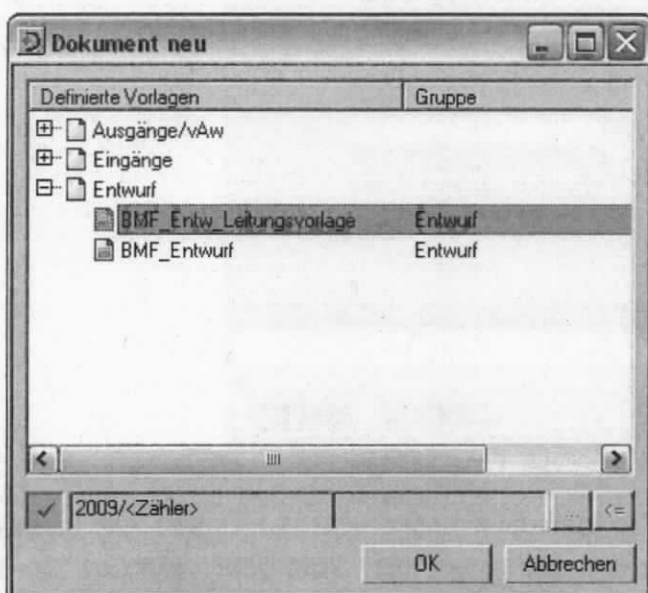 Dokument neu
Definierte Vorlagen Gruppe
Ausgänge/vAw
Eingänge
Entwurf
BMF_Entw_Leitungsvorlage Entwurf
BMF_Entwurf Entwurf
2009/<Zähler> ... <=
OK Abbrechen